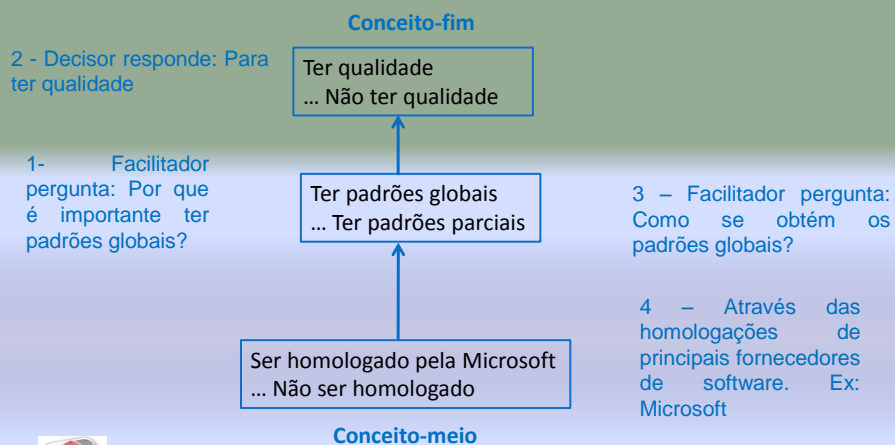 Conceito-fim
2 - Decisor responde: Para
ter qualidade
Ter qualidade
... Não ter qualidade
1- Facilitador
pergunta: Por que
é importante ter
padrões globais?
Ter padrões globais
... Ter padrões parciais
3 – Facilitador pergunta:
Como se obtém os
padrões globais?
4 – Através das
homologações de
principais fornecedores
de software. Ex:
Microsoft
Ser homologado pela Microsoft
... Não ser homologado
Conceito-meio